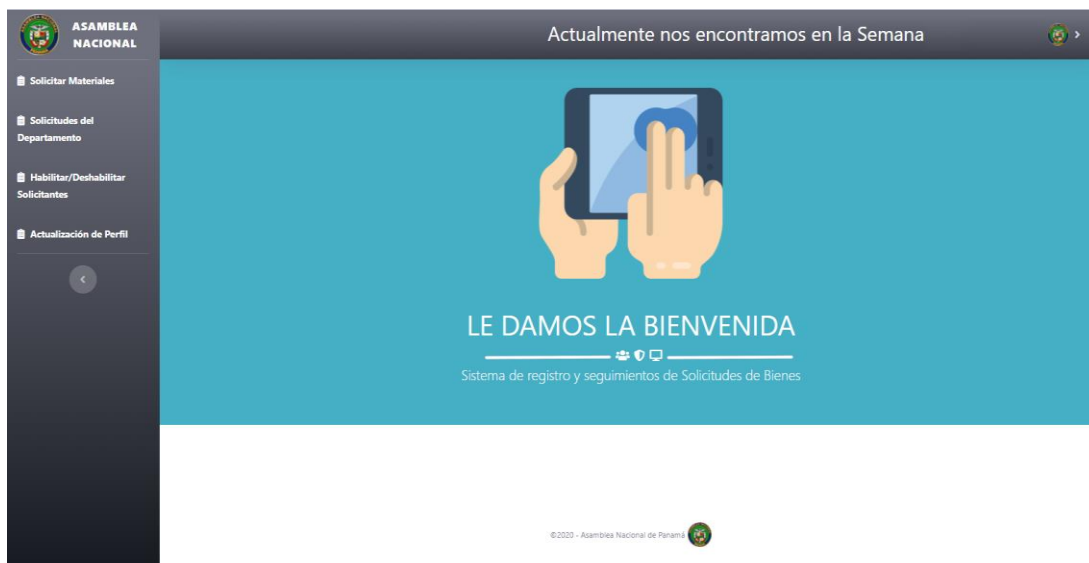 ASAMBLEA
NACIONAL
Actualmente nos encontramos en la Semana
Solicitar Materiales
Solicitudes del
Departamento
Habilitar/Deshabilitar
Solicitantes
Actualización de Perfil
LE DAMOS LA BIENVENIDA
Sistema de registro y seguimientos de Solicitudes de Bienes
©2020 - Asamblea Nacional de Panamá